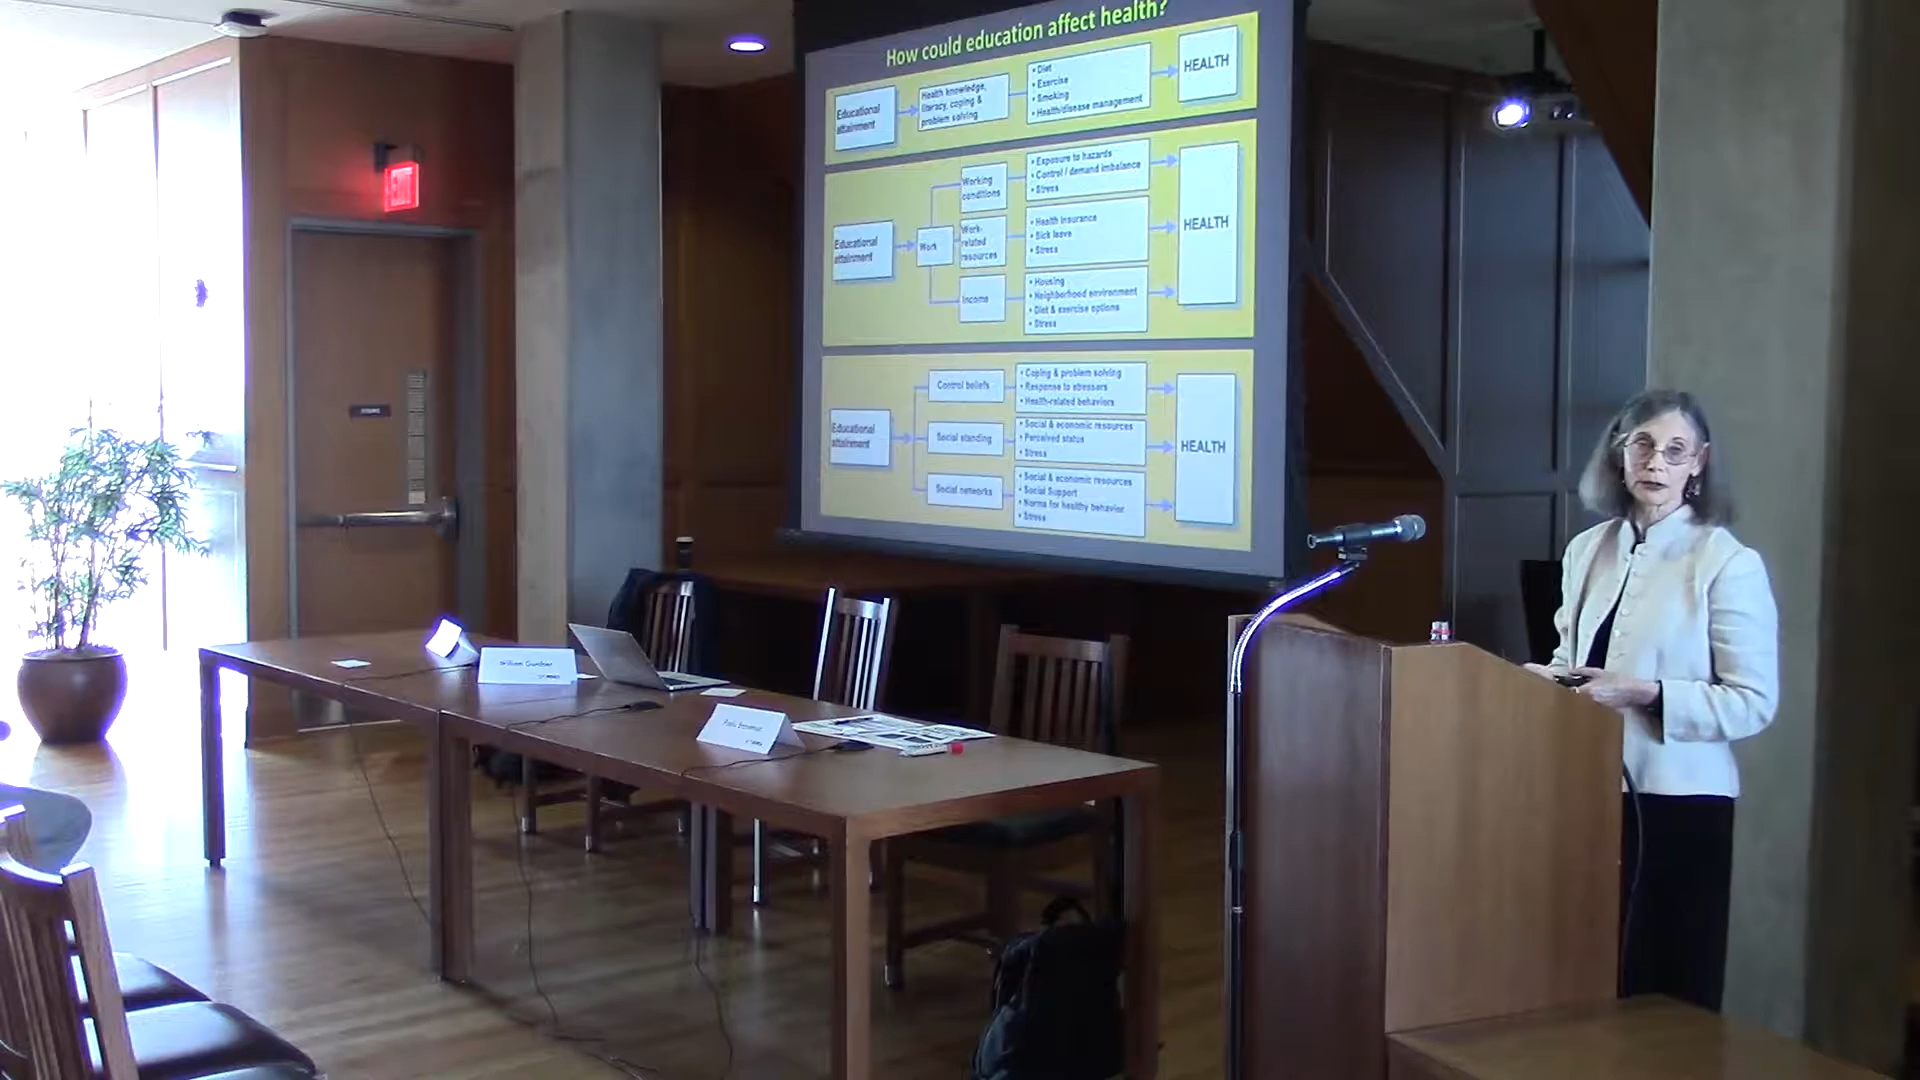 How could education affect health?
Educational
attainment
Health knowledge,
literacy, coping &
problem solving
• Diet
• Exercise
• Smoking
• Health/disease management
HEALTH
Educational
attainment
Work
Working
conditions
• Exposure to hazards
• Control / demand imbalance
• Stress
Work-
related
resources
• Health insurance
• Sick leave
• Stress
Income
• Housing
• Neighborhood environment
• Diet & exercise options
• Stress
HEALTH
Educational
attainment
Control beliefs
• Coping & problem solving
• Response to stressors
• Health-related behaviors
Social standing
• Social & economic resources
• Perceived status
• Stress
Social networks
• Social & economic resources
• Social Support
• Norms for healthy behavior
• Stress
HEALTH
EXIT
William Gardner